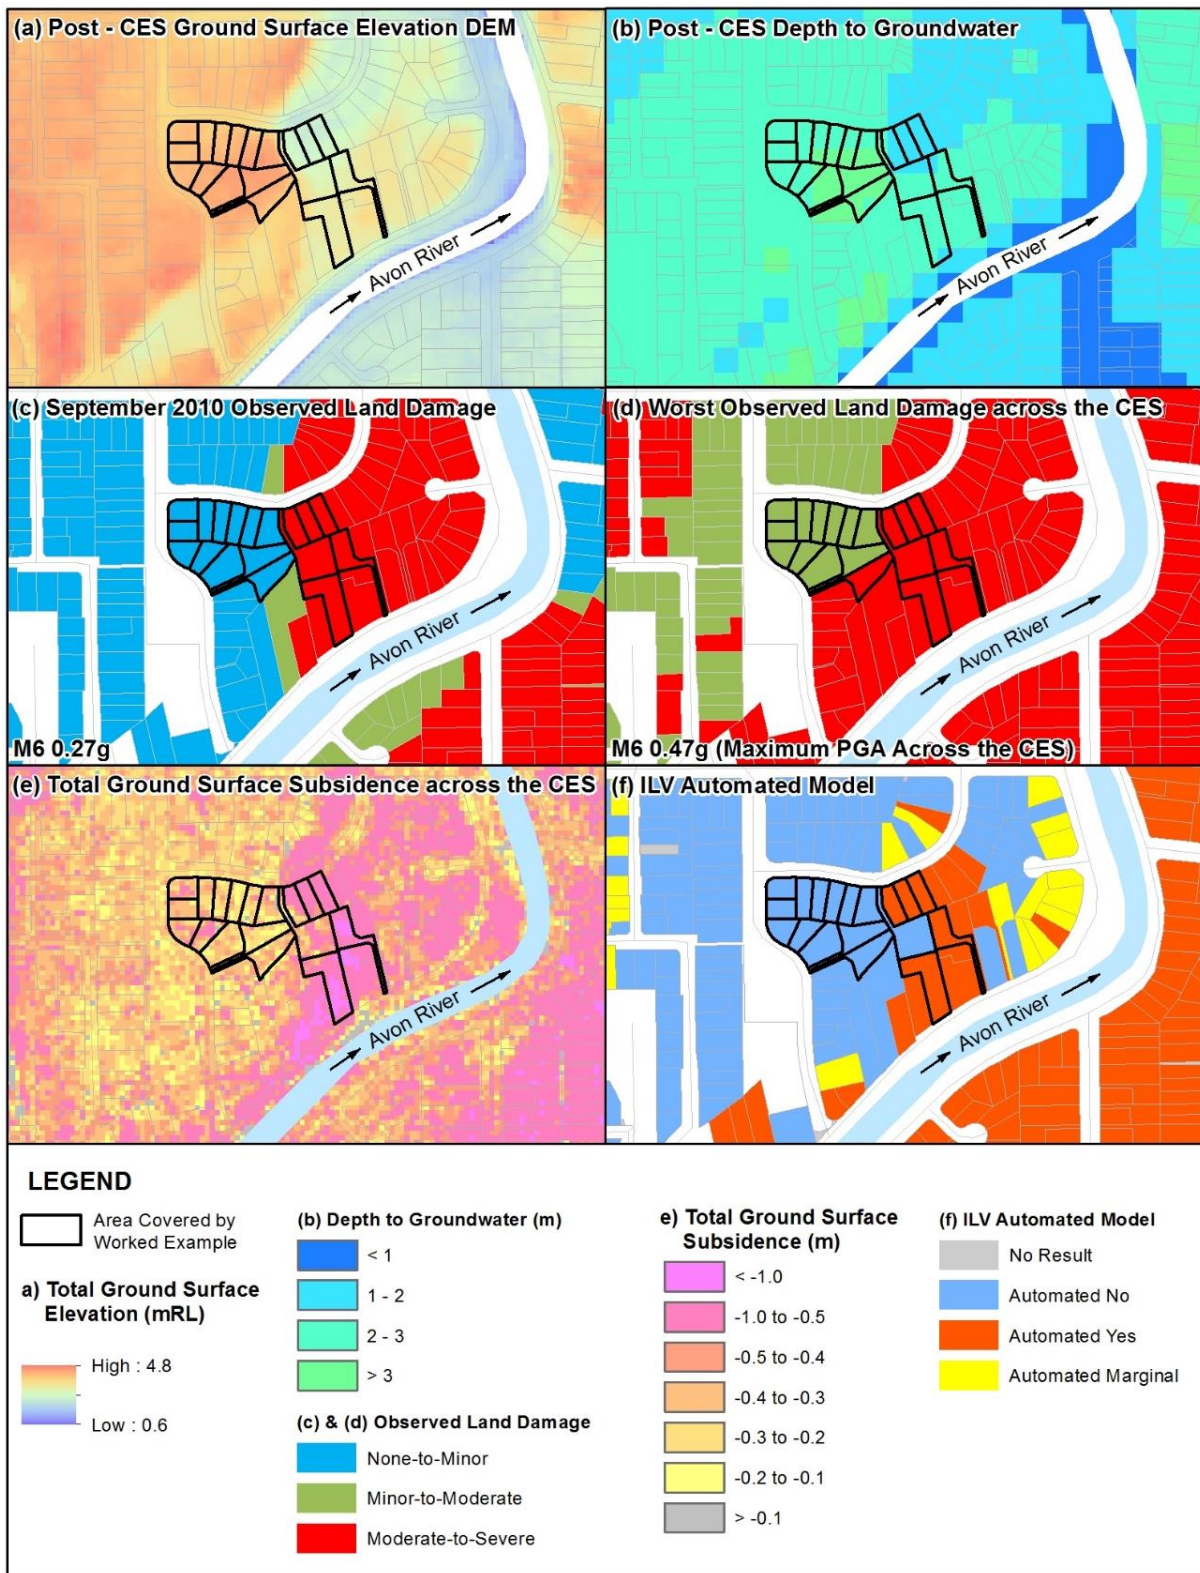 (a) Post - CES Ground Surface Elevation DEM
Avon River
(b) Post - CES Depth to Groundwater
Avon River
(c) September 2010 Observed Land Damage
Avon River
M6 0.27g
(d) Worst Observed Land Damage across the CES
Avon River
M6 0.47g (Maximum PGA Across the CES)
(e) Total Ground Surface Subsidence across the CES
Avon River
(f) ILV Automated Model
Avon River
LEGEND
Area Covered by
Worked Example
a) Total Ground Surface
Elevation (mRL)
High : 4.8
Low : 0.6
(b) Depth to Groundwater (m)
< 1
1 - 2
2 - 3
> 3
(c) & (d) Observed Land Damage
None-to-Minor
Minor-to-Moderate
Moderate-to-Severe
e) Total Ground Surface
Subsidence (m)
< -1.0
-1.0 to -0.5
-0.5 to -0.4
-0.4 to -0.3
-0.3 to -0.2
-0.2 to -0.1
> -0.1
(f) ILV Automated Model
No Result
Automated No
Automated Yes
Automated Marginal